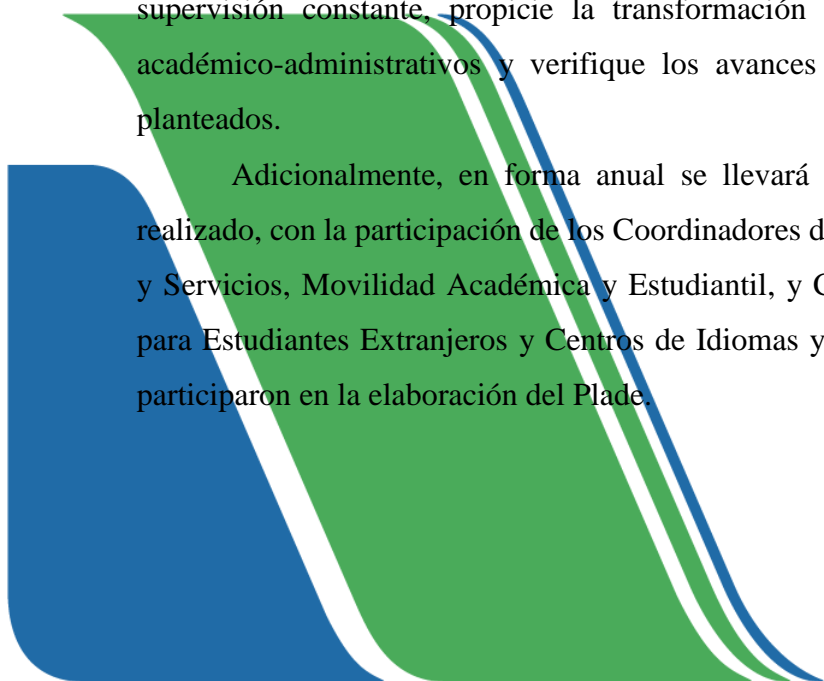 supervisión constante, propicie la transformación
académico-administrativos y verifique los avances
planteados.
Adicionalmente, en forma anual se llevará
realizado, con la participación de los Coordinadores d
y Servicios, Movilidad Académica y Estudiantil, y
para Estudiantes Extranjeros y Centros de Idiomas y
participaron en la elaboración del Plade.